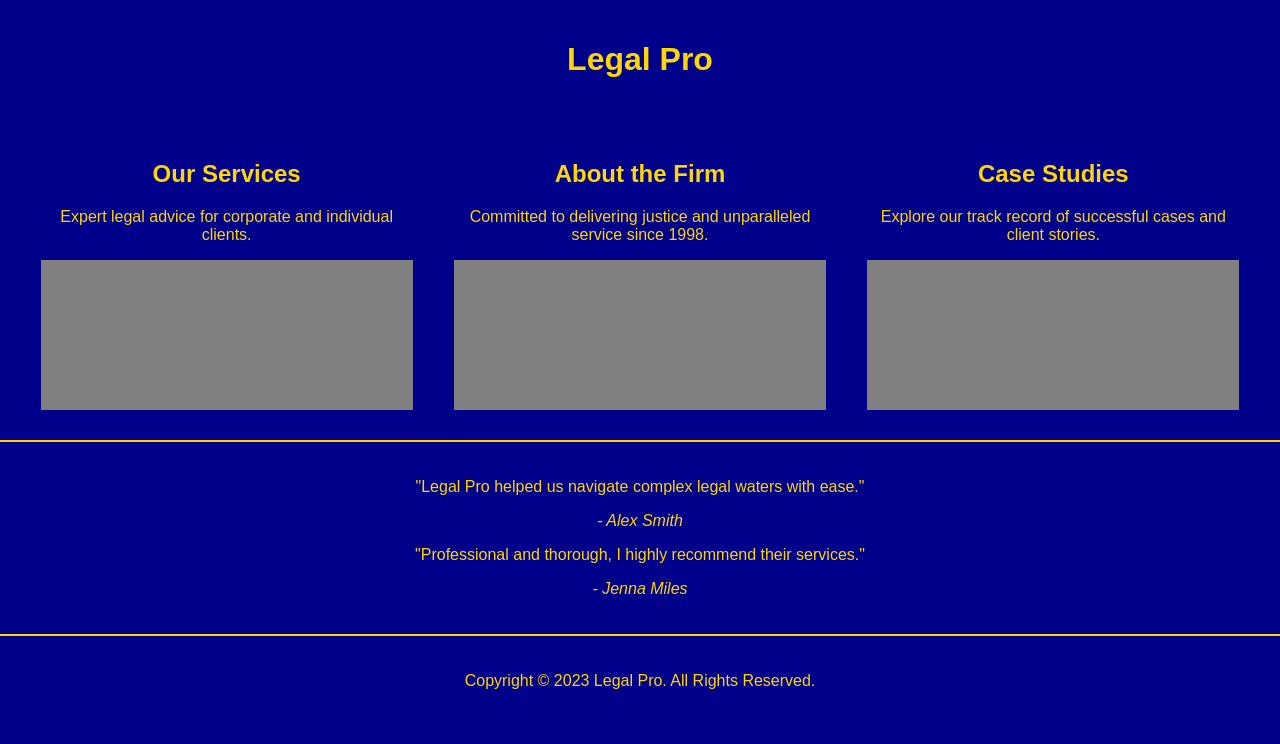 Legal Pro
Our Services
Expert legal advice for corporate and individual
clients.
About the Firm
Committed to delivering justice and unparalleled
service since 1998.
Case Studies
Explore our track record of successful cases and
client stories.
"Legal Pro helped us navigate complex legal waters with ease."
- Alex Smith
"Professional and thorough, I highly recommend their services."
- Jenna Miles
Copyright © 2023 Legal Pro. All Rights Reserved.